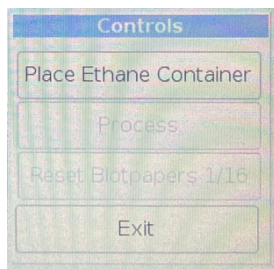 Controls
Place Ethane Container
Process
Reset Blotpapers 1/16
Exit